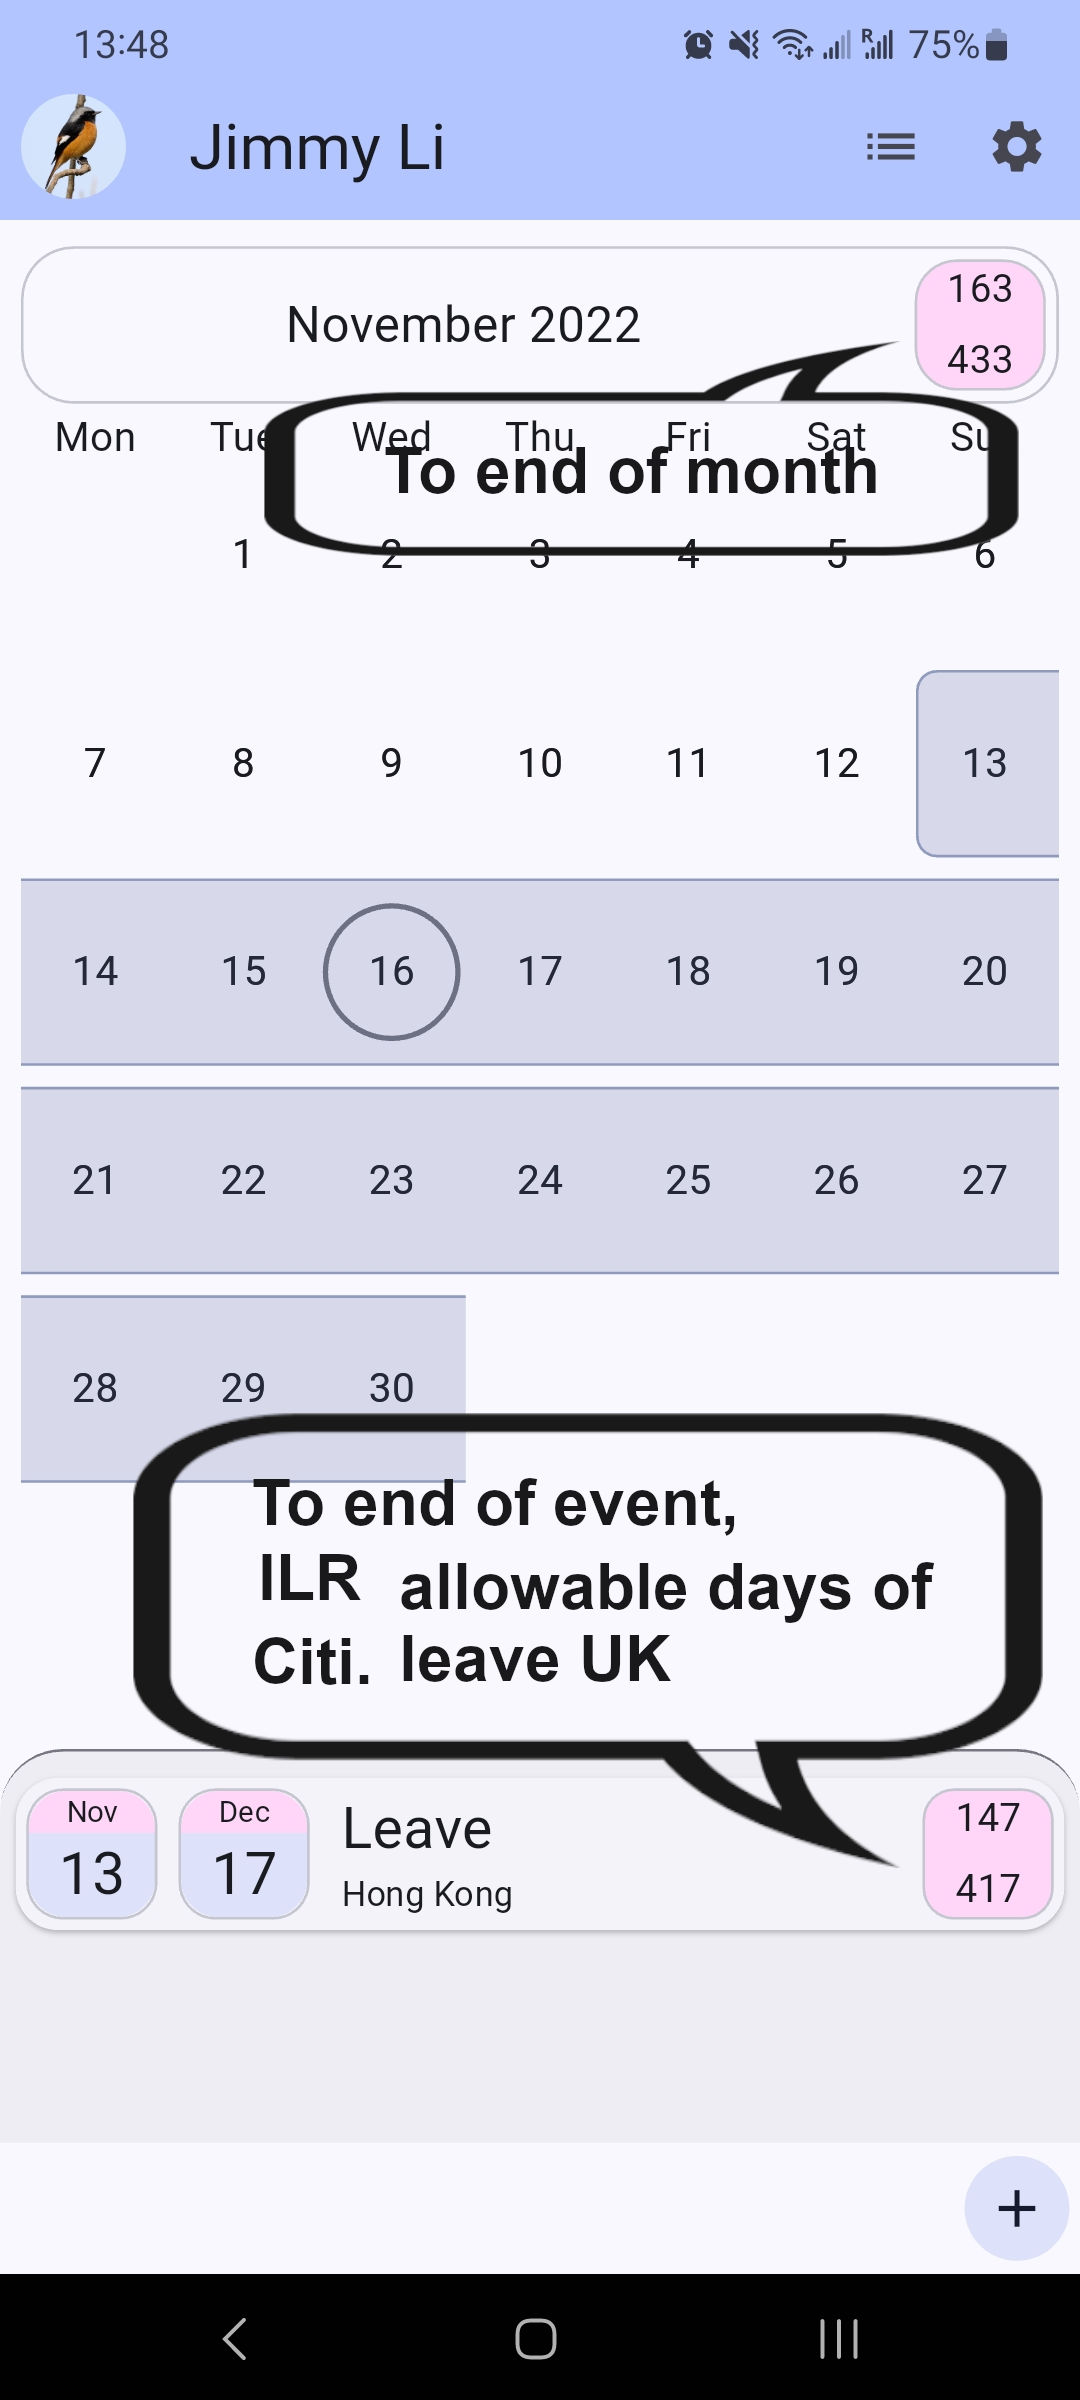 13:48
R 75%
Jimmy Li
November 2022
163
433
Mon Tue Wed Thu Fri Sat Su
To end of month
1 2 3 4 5 6
7 8 9 10 11 12 13
14 15 16 17 18 19 20
21 22 23 24 25 26 27
28 29 30
To end of event,
ILR allowable days of
Citi. leave UK
Nov
13
Dec
17
Leave
Hong Kong
147
417